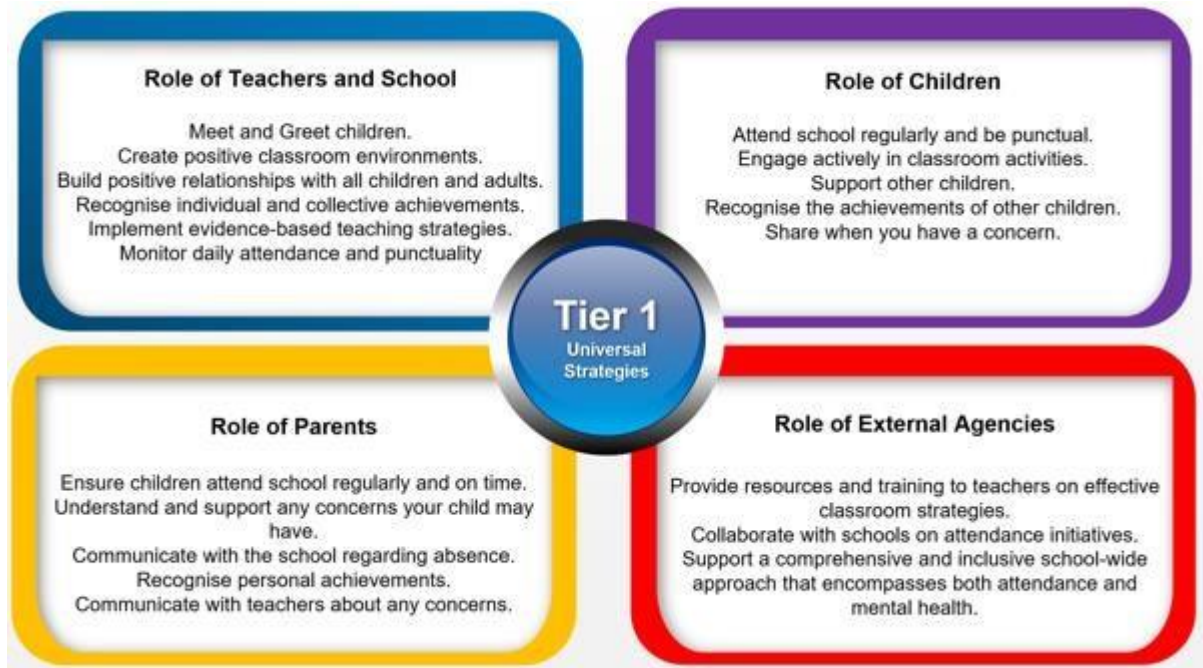 Role of Teachers and School
Meet and Greet children.
Create positive classroom environments.
Build positive relationships with all children and adults.
Recognise individual and collective achievements.
Implement evidence-based teaching strategies.
Monitor daily attendance and punctuality
Role of Children
Attend school regularly and be punctual.
Engage actively in classroom activities.
Support other children.
Recognise the achievements of other children.
Share when you have a concern.
Tier 1
Universal
Strategies
Role of Parents
Ensure children attend school regularly and on time.
Understand and support any concerns your child may
have.
Communicate with the school regarding absence.
Recognise personal achievements.
Communicate with teachers about any concerns.
Role of External Agencies
Provide resources and training to teachers on effective
classroom strategies.
Collaborate with schools on attendance initiatives.
Support a comprehensive and inclusive school-wide
approach that encompasses both attendance and
mental health.